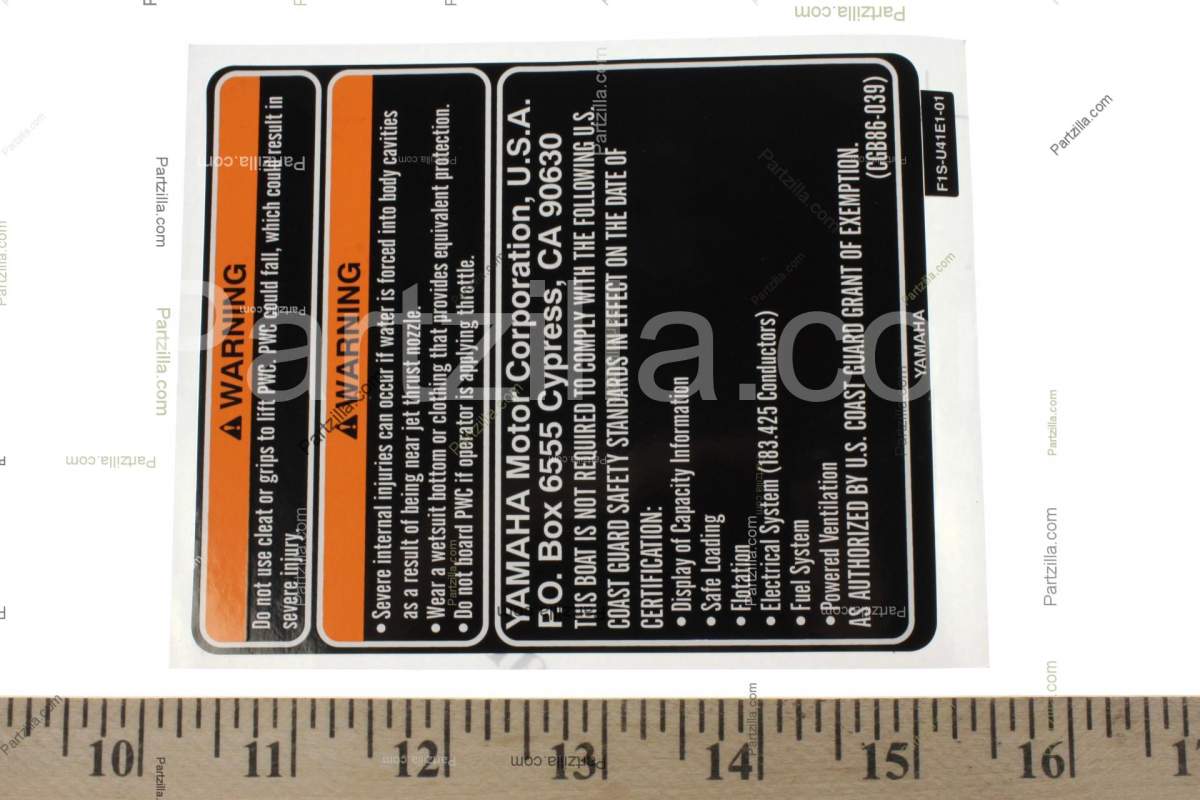 WARNING
Do not use cleat or grips to lift PWC. PWC could fall, which could result in
severe injury.
WARNING
• Severe internal injuries can occur if water is forced into body cavities
as a result of being near jet thrust nozzle.
• Wear a wetsuit bottom or clothing that provides equivalent protection.
• Do not board PWC if operator is applying throttle.
YAMAHA Motor Corporation, U.S.A.
P.O. Box 6555 Cypress, CA 90630
THIS BOAT IS NOT REQUIRED TO COMPLY WITH THE FOLLOWING U.S.
COAST GUARD SAFETY STANDARDS IN EFFECT ON THE DATE OF
CERTIFICATION:
• Display of Capacity Information
• Safe Loading
• Flotation
• Electrical System (183.425 Conductors)
• Fuel System
• Powered Ventilation
AS AUTHORIZED BY U.S. COAST GUARD GRANT OF EXEMPTION.
(CGB86-039)
YAMAHA
F1S-U41E1-01
Partzilla.com
10 11 12 13 14 15 16 17